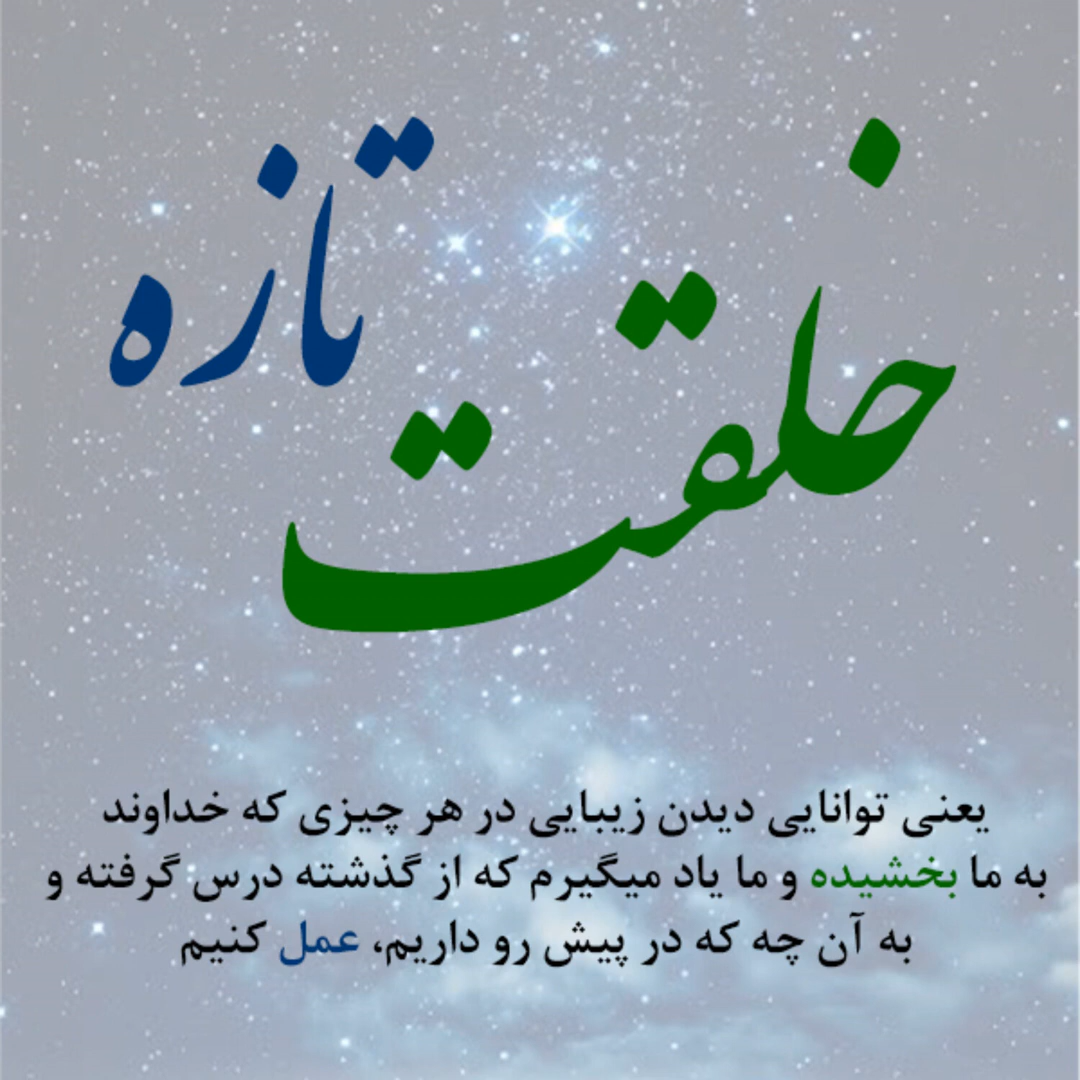 خلقت تازه
یعنی توانایی دیدن زیبایی در هر چیزی که خداوند
به ما بخشیده و ما یاد میگیرم که از گذشته درس گرفته و
به آن چه که در پیش رو داریم، عمل کنیم